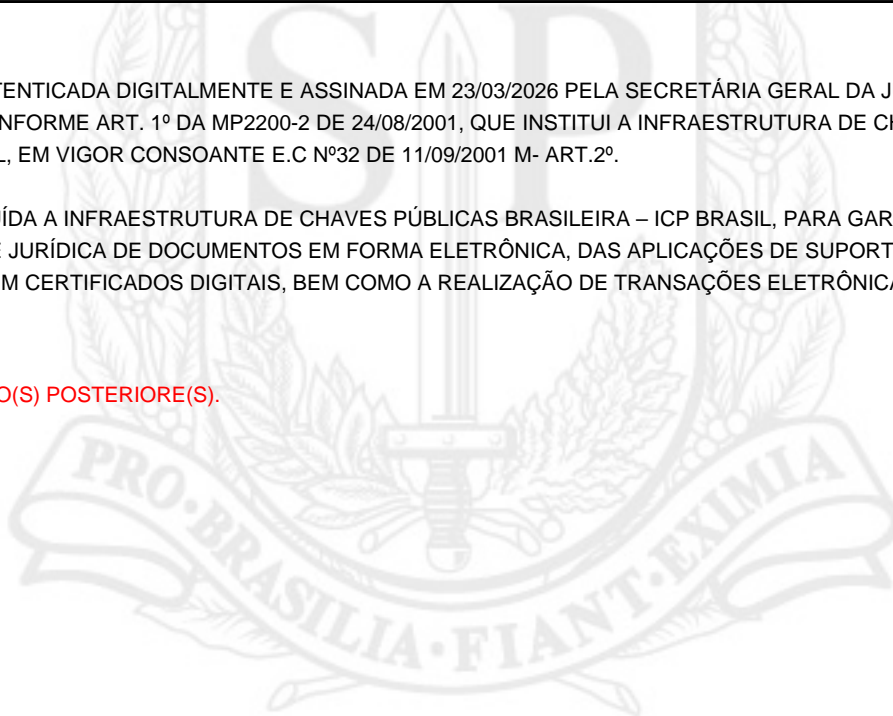 TENTICADA DIGITALMENTE E ASSINADA EM 23/03/2026 PELA SECRETÁRIA GERAL DA J
NFORME ART. 1º DA MP2200-2 DE 24/08/2001, QUE INSTITUI A INFRAESTRUTURA DE CH
L, EM VIGOR CONSOANTE E.C Nº32 DE 11/09/2001 M- ART.2º.
UÍDA A INFRAESTRUTURA DE CHAVES PÚBLICAS BRASILEIRA – ICP BRASIL, PARA GAR
E JURÍDICA DE DOCUMENTOS EM FORMA ELETRÔNICA, DAS APLICAÇÕES DE SUPORT
M CERTIFICADOS DIGITAIS, BEM COMO A REALIZAÇÃO DE TRANSAÇÕES ELETRÔNICA
O(S) POSTERIORE(S).
SP
PRO·BRASILIA·FIANT·EXIMIA